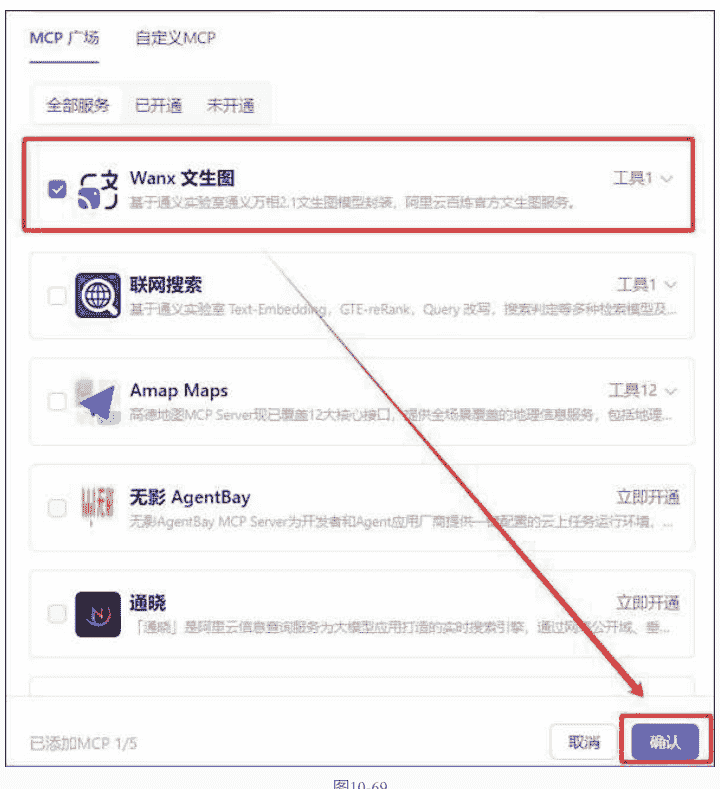 MCP 广场 自定义MCP
全部服务 已开通 未开通
Wanx 文生图 工具1
基于通义实验室通义万相2.1文生图模型封装，阿里云百炼官方文生图服务。
联网搜索 工具1
基于通义实验室 Text-Embedding，GTE-reRank，Query 改写，搜索判定等多种检索模型及...
Amap Maps 工具12
高德地图MCP Server现已覆盖12大核心接口，提供全场景覆盖的地理信息服务，包括地理...
无影 AgentBay 立即开通
无影AgentBay MCP Server为开发者和Agent应用厂商提供一键配置的云上任务运行环境，...
通晓 立即开通
「通晓」是阿里云信息查询服务为大模型应用打造的实时搜索引擎，通过网络公开域、垂...
已添加MCP 1/5 取消 确认
图10-69